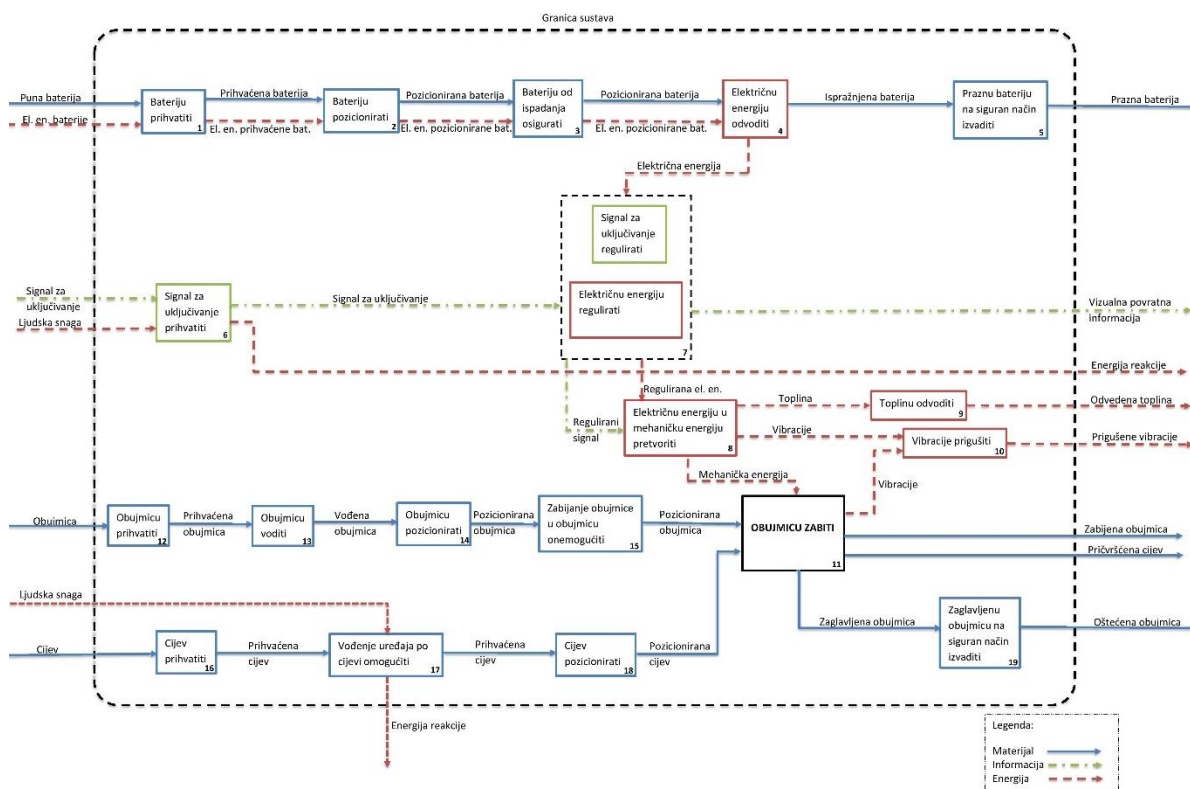 Granica sustava
Puna baterija
El. en. baterije
Bateriju
prihvatiti
1
Prihvaćena baterija
El. en. prihvaćene bat.
Bateriju
pozicionirati
2
Pozicionirana baterija
El. en. pozicionirane bat.
Bateriju od
ispadanja
osigurati
3
Pozicionirana baterija
El. en. pozicionirane bat.
Električnu
energiju
odvoditi
4
Ispražnjena baterija
Praznu bateriju
na siguran način
izvaditi
5
Prazna baterija
Električna energija
Signal za
uključivanje
regulirati
Električnu energiju
regulirati
7
Signal za
uključivanje
Ljudska snaga
Signal za
uključivanje
prihvatiti
6
Signal za uključivanje
Vizualna povratna
informacija
Energija reakcije
Regulirana el. en.
Regulirani
signal
Električnu energiju u
mehaničku energiju
pretvoriti
8
Toplina
Toplinu odvoditi
9
Odvedena toplina
Vibracije
Vibracije prigušiti
10
Prigušene vibracije
Mehanička energija
Vibracije
Obujmica
Obujmicu
prihvatiti
12
Prihvaćena
obujmica
Obujmicu
voditi
13
Vođena
obujmica
Obujmicu
pozicionirati
14
Pozicionirana
obujmica
Zabijanje obujmice
u obujmicu
onemogućiti
15
Pozicionirana
obujmica
OBUJMICU ZABITI
11
Zabijena obujmica
Pričvršćena cijev
Ljudska snaga
Cijev
Cijev
prihvatiti
16
Prihvaćena
cijev
Vođenje uređaja po
cijevi omogućiti
17
Prihvaćena
cijev
Cijev
pozicionirati
18
Pozicionirana
cijev
Zaglavljena obujmica
Zaglavljenu
obujmicu na
siguran način
izvaditi
19
Oštećena obujmica
Energija reakcije
Legenda:
Materijal
Informacija
Energija